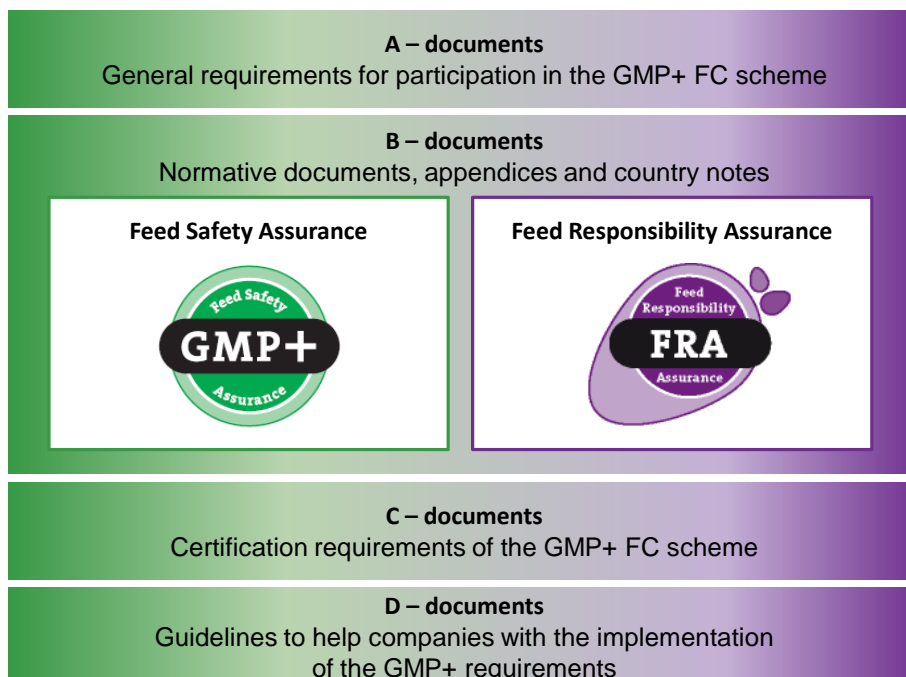 A – documents
General requirements for participation in the GMP+ FC scheme
B – documents
Normative documents, appendices and country notes
Feed Safety Assurance
Feed Safety
GMP+
Assurance
Feed Responsibility Assurance
Feed
Responsibility
FRA
Assurance
C – documents
Certification requirements of the GMP+ FC scheme
D – documents
Guidelines to help companies with the implementation
of the GMP+ requirements